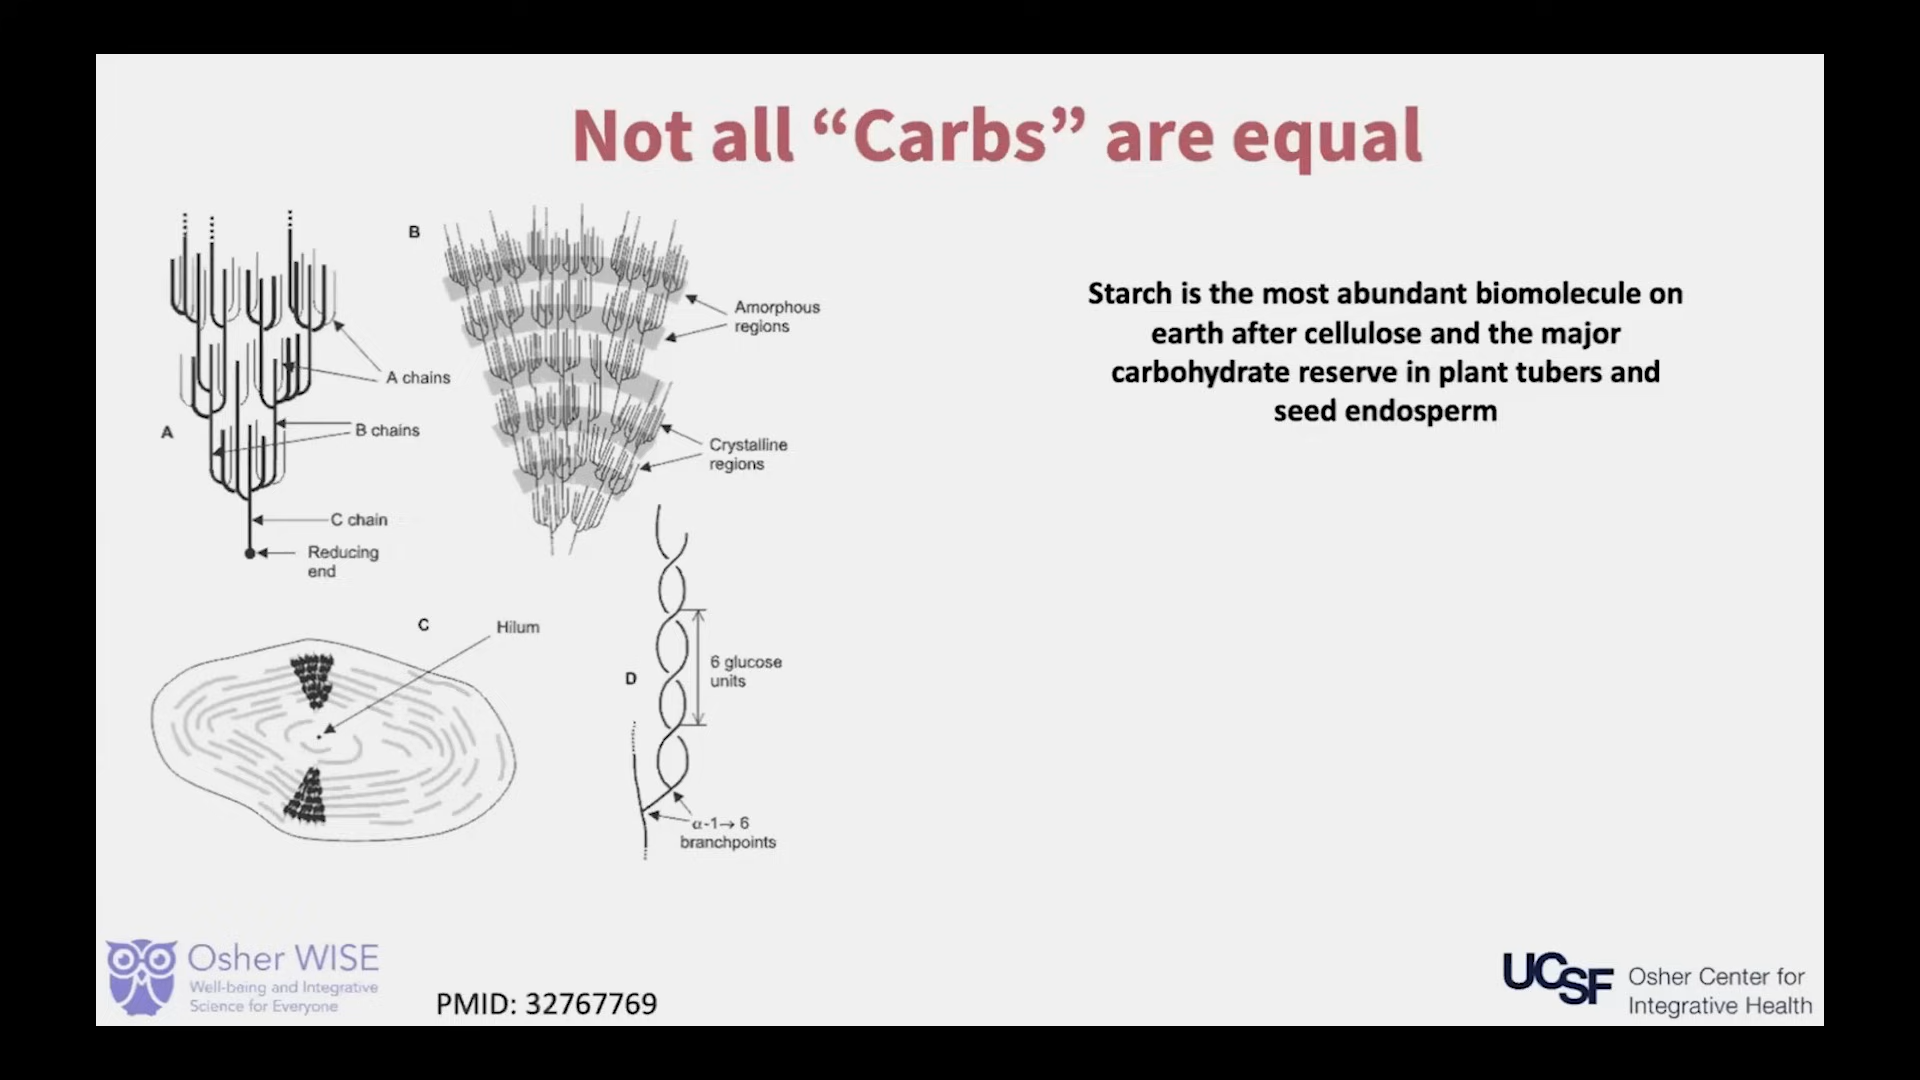 Not all “Carbs” are equal
B
Amorphous
regions
A chains
A
B chains
Crystalline
regions
C chain
Reducing
end
Starch is the most abundant biomolecule on
earth after cellulose and the major
carbohydrate reserve in plant tubers and
seed endosperm
C
Hilum
D
6 glucose
units
α-1→ 6
branchpoints
Osher WISE
Well-being and Integrative
Science for Everyone
PMID: 32767769
UCSF
Osher Center for
Integrative Health